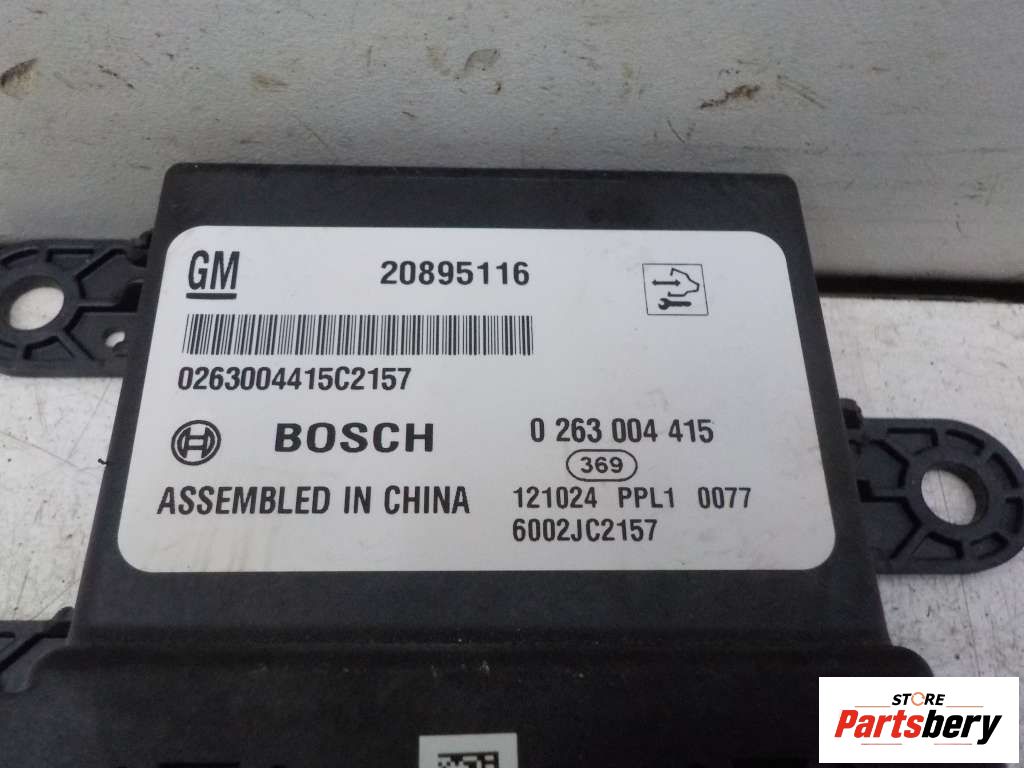 GM 20895116
0263004415C2157
BOSCH 0 263 004 415
369
ASSEMBLED IN CHINA 121024 PPL1 0077
6002JC2157
STORE
Partsbery